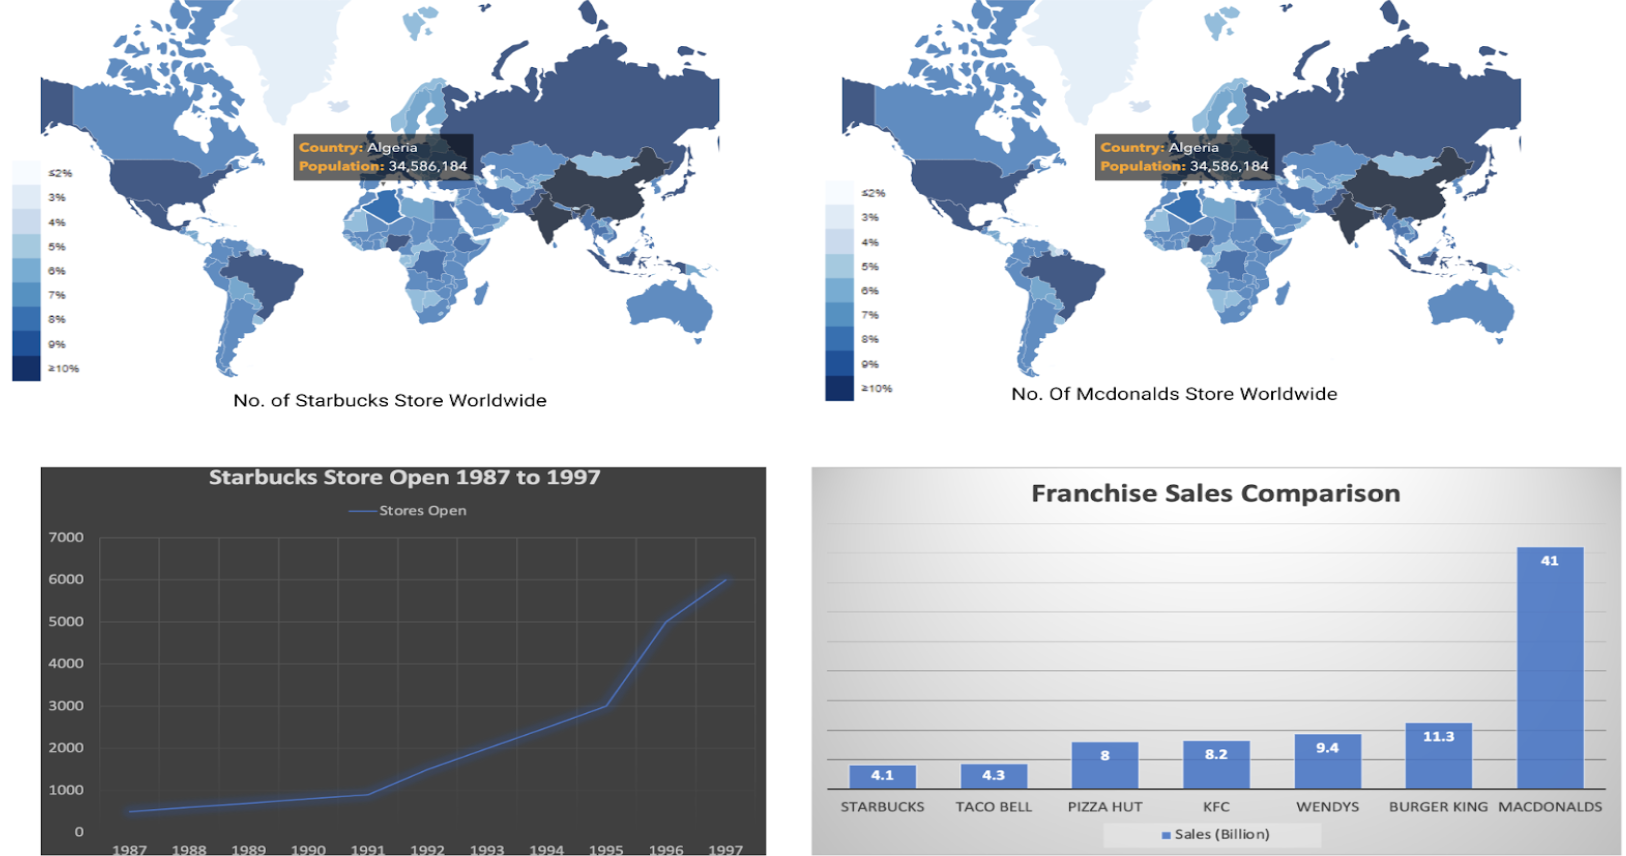 Country: Algeria
Population: 34,586,184
≤2%
3%
4%
5%
6%
7%
8%
9%
≥10%
No. of Starbucks Store Worldwide
Country: Algeria
Population: 34,586,184
≤2%
3%
4%
5%
6%
7%
8%
9%
≥10%
No. Of Mcdonalds Store Worldwide
Starbucks Store Open 1987 to 1997
Stores Open
7000
6000
5000
4000
3000
2000
1000
0
1987 1988 1989 1990 1991 1992 1993 1994 1995 1996 1997
Franchise Sales Comparison
41
11.3
9.4
8.2
8
4.3
4.1
STARBUCKS TACO BELL PIZZA HUT KFC WENDYS BURGER KING MACDONALDS
Sales (Billion)